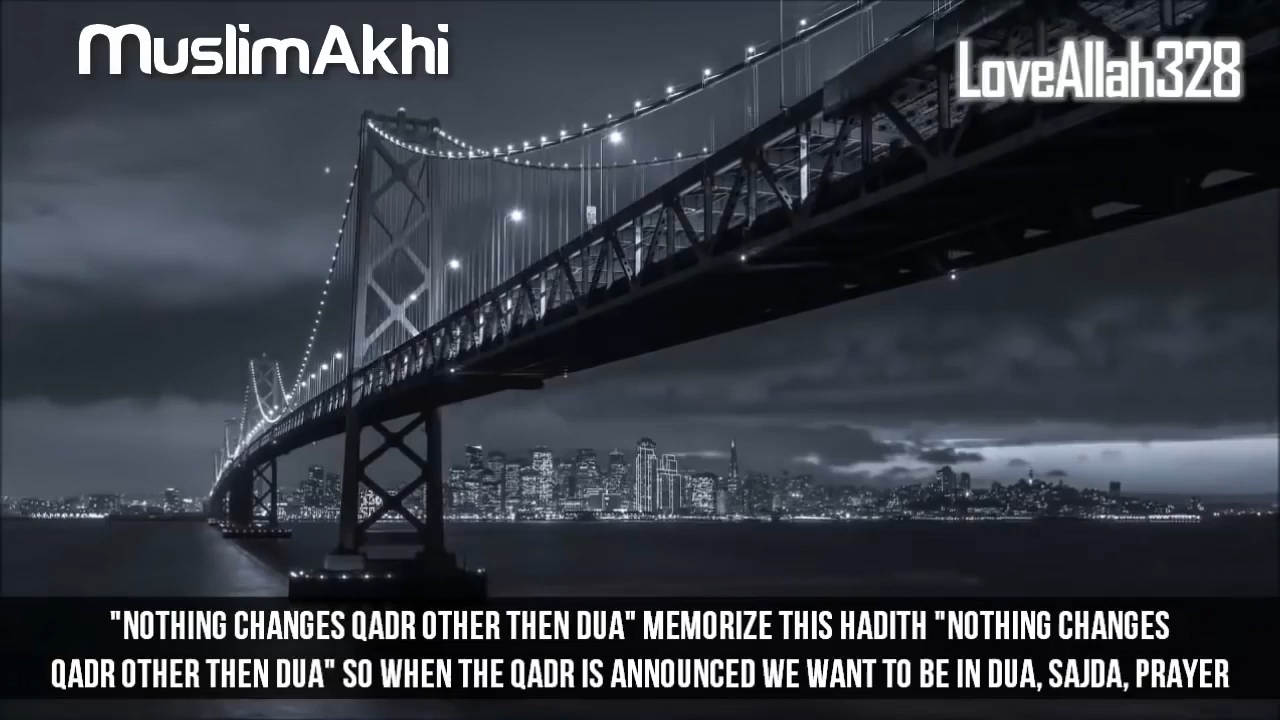 MuslimAkhi
LoveAllah328
"NOTHING CHANGES QADR OTHER THEN DUA" MEMORIZE THIS HADITH "NOTHING CHANGES
QADR OTHER THEN DUA" SO WHEN THE QADR IS ANNOUNCED WE WANT TO BE IN DUA, SAJDA, PRAYER